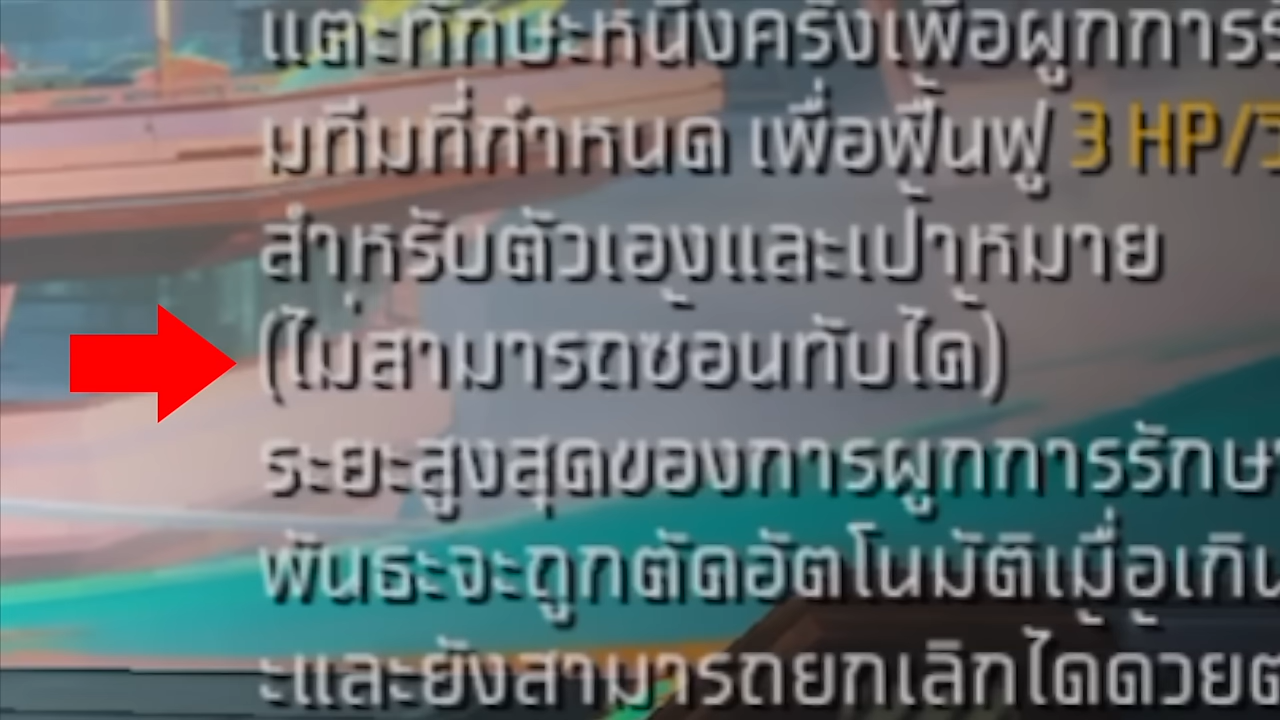 แตะทักษะหนึ่งครั้งเพื่อผูกการร
มทีมที่กำหนด เพื่อฟื้นฟู 3 HP/ว
สำหรับตัวเองและเป้าหมาย
(ไม่สามารถซ้อนทับได้)
ระยะสูงสุดของการผูกการรักษ
พันธะจะถูกตัดอัตโนมัติเมื่อเกิน
ะและยังสามารถยกเลิกได้ด้วยต